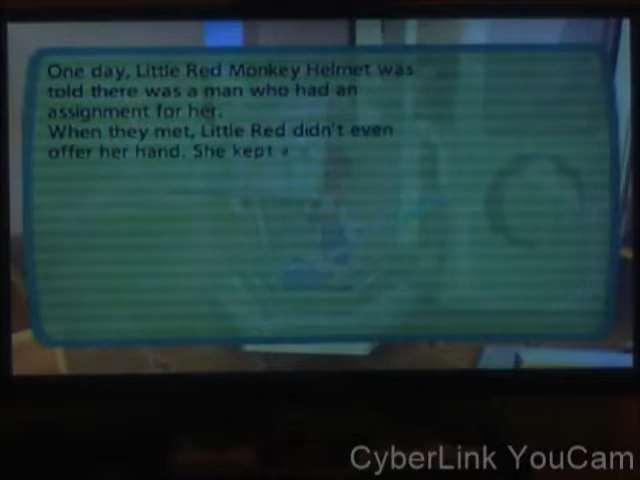 One day, Little Red Monkey Helmet was
told there was a man who had an
assignment for her.
When they met, Little Red didn't even
offer her hand. She kept
CyberLink YouCam